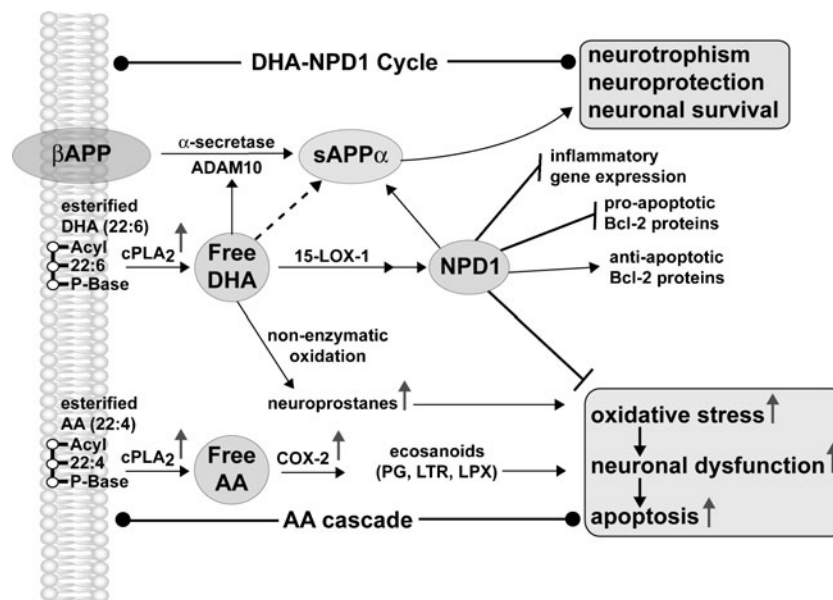 DHA-NPD1 Cycle
neurotrophism
neuroprotection
neuronal survival
βAPP
α-secretase
ADAM10
sAPPα
inflammatory
gene expression
pro-apoptotic
Bcl-2 proteins
anti-apoptotic
Bcl-2 proteins
esterified
DHA (22:6)
Acyl
22:6
P-Base
cPLA2
Free
DHA
15-LOX-1
NPD1
non-enzymatic
oxidation
neuroprostanes
esterified
AA (22:4)
Acyl
22:4
P-Base
cPLA2
Free
AA
COX-2
ecosanoids
(PG, LTR, LPX)
oxidative stress
neuronal dysfunction
apoptosis
AA cascade